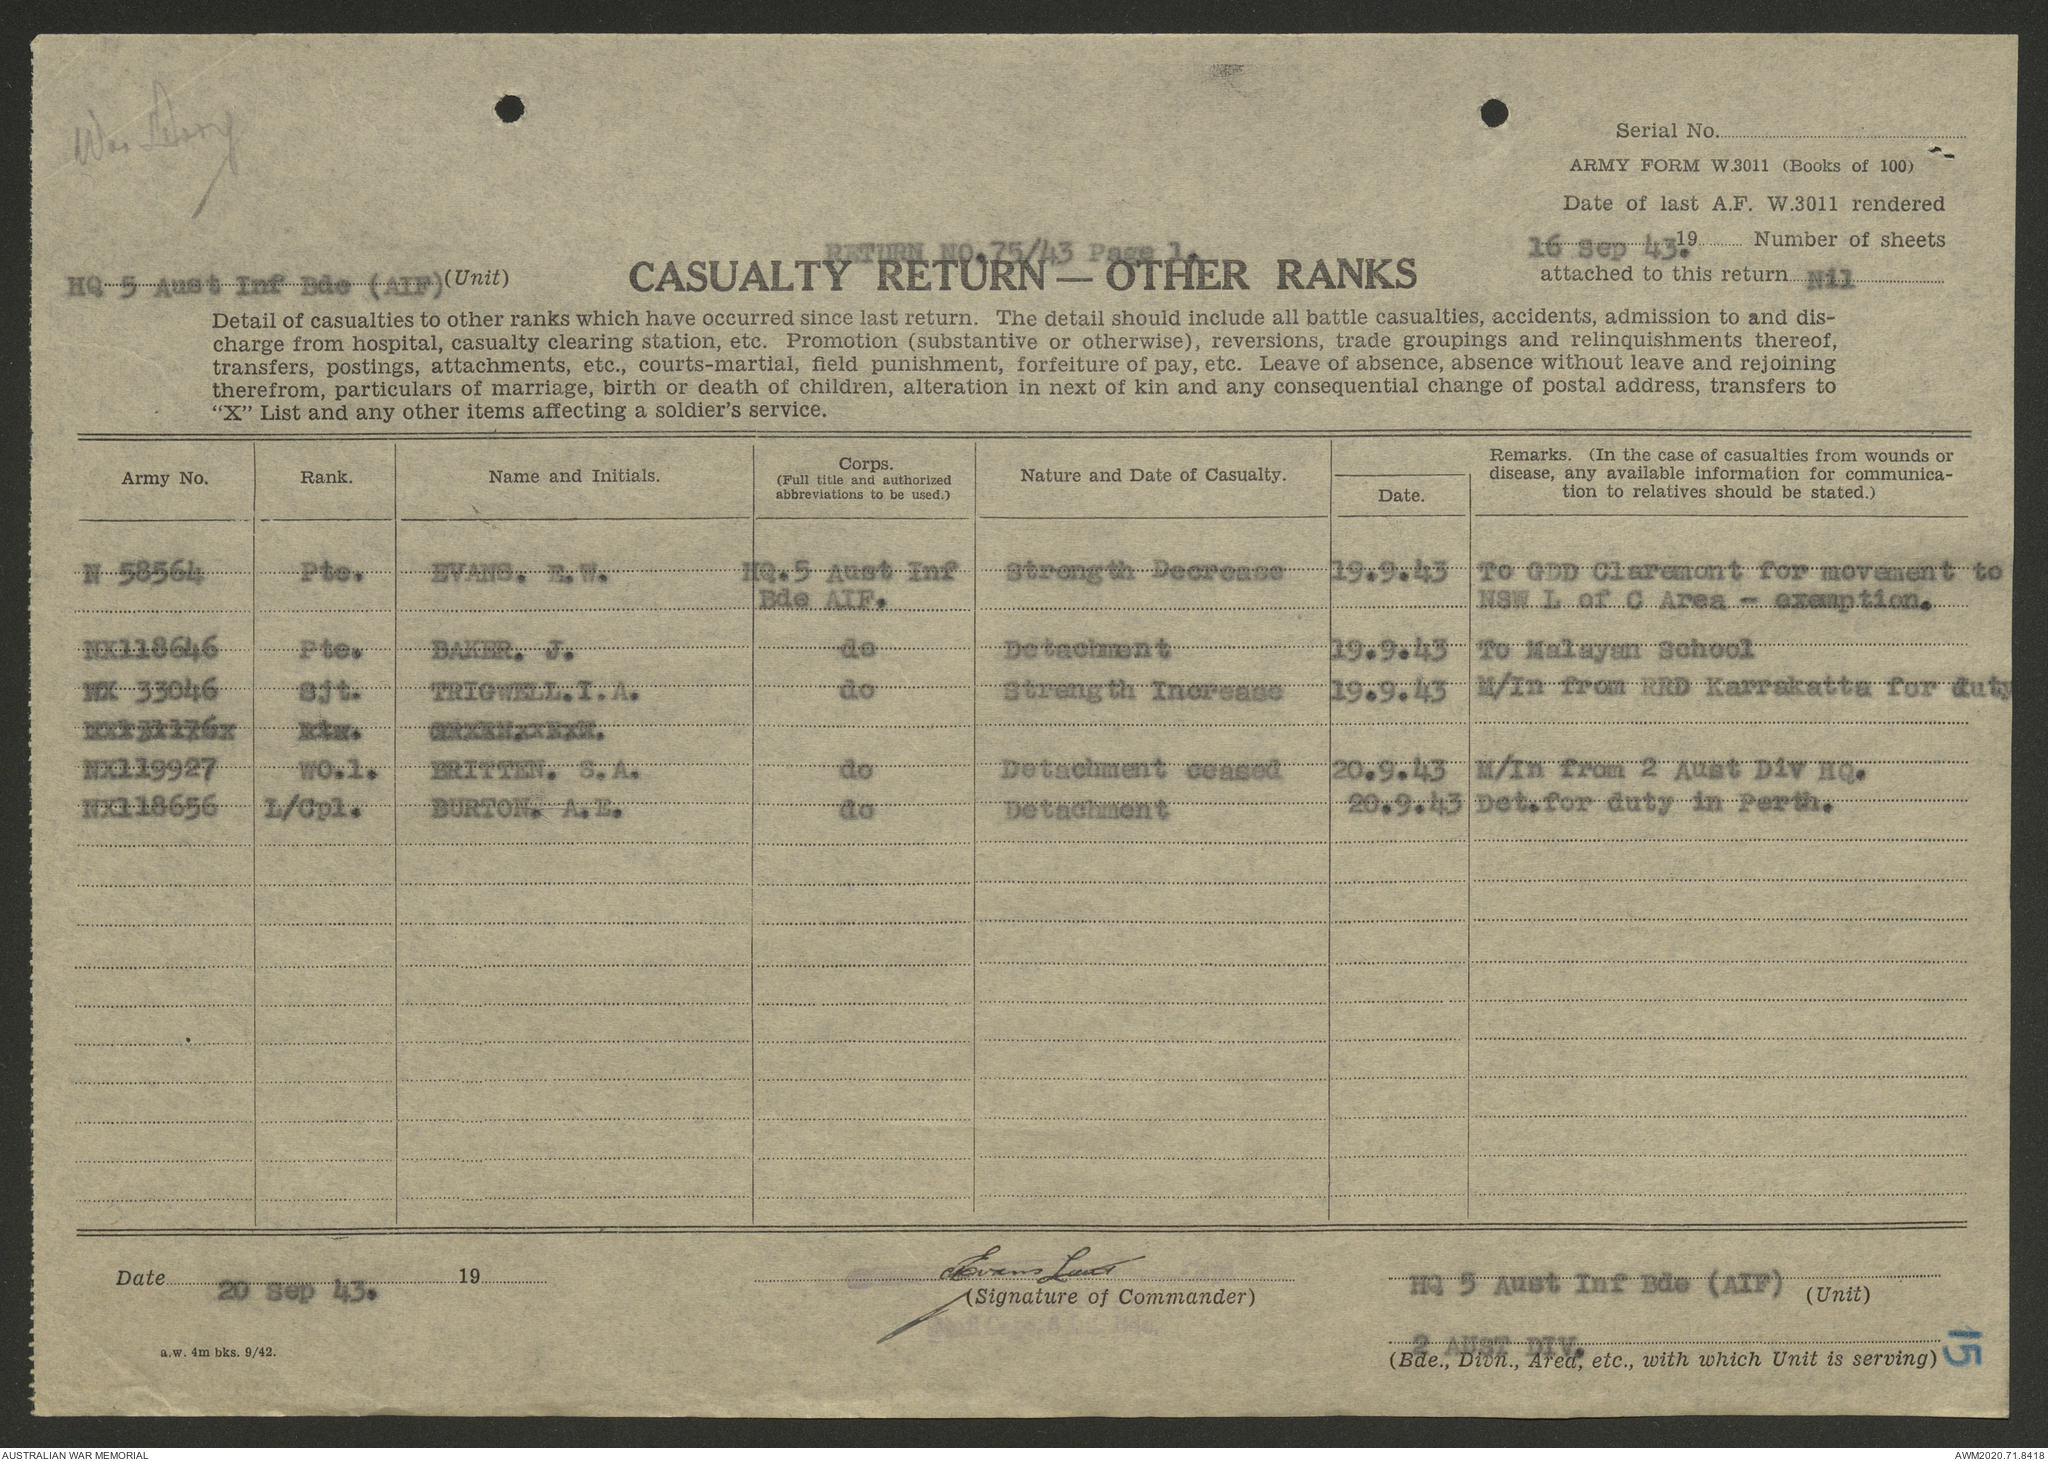 War Diary
Serial No.
ARMY FORM W.3011 (Books of 100)
Date of last A.F. W.3011 rendered
16 Sep 43. 19 Number of sheets
attached to this return Nil
RETURN NO.75/43 Page 1.
HQ 5 Aust Inf Bde (AIF) (Unit)
CASUALTY RETURN — OTHER RANKS
Detail of casualties to other ranks which have occurred since last return. The detail should include all battle casualties, accidents, admission to and dis-
charge from hospital, casualty clearing station, etc. Promotion (substantive or otherwise), reversions, trade groupings and relinquishments thereof,
transfers, postings, attachments, etc., courts-martial, field punishment, forfeiture of pay, etc. Leave of absence, absence without leave and rejoining
therefrom, particulars of marriage, birth or death of children, alteration in next of kin and any consequential change of postal address, transfers to
"X" List and any other items affecting a soldier's service.
Army No. Rank. Name and Initials. Corps. (Full title and authorized abbreviations to be used.) Nature and Date of Casualty. Date. Remarks. (In the case of casualties from wounds or disease, any available information for communica-tion to relatives should be stated.)
N 58564 Pte. EVANS. E.W. HQ.5 Aust Inf Strength Decrease 19.9.43 To GDD Claremont for movement to
Bde AIF. NSW L of C Area - exemption.
NX118646 Pte. BAKER. J. do Detachment 19.9.43 To Malayan School
NX 33046 Sjt. TRIGWELL.I.A. do Strength Increase 19.9.43 M/In from RRD Karrakatta for duty
NX119927 WO.1. BRITTEN. S.A. do Detachment ceased 20.9.43 M/In from 2 Aust Div HQ.
NX118656 L/Cpl. BURTON. A.E. do Detachment 20.9.43 Det.for duty in Perth.
Date 20 Sep 43. 19
Evans Lieut
(Signature of Commander)
HQ 5 Aust Inf Bde (AIF) (Unit)
2 AUST DIV.
(Bde., Divn., Area, etc., with which Unit is serving)
15
a.w. 4m bks. 9/42.
AUSTRALIAN WAR MEMORIAL
AWM2020.71.8418